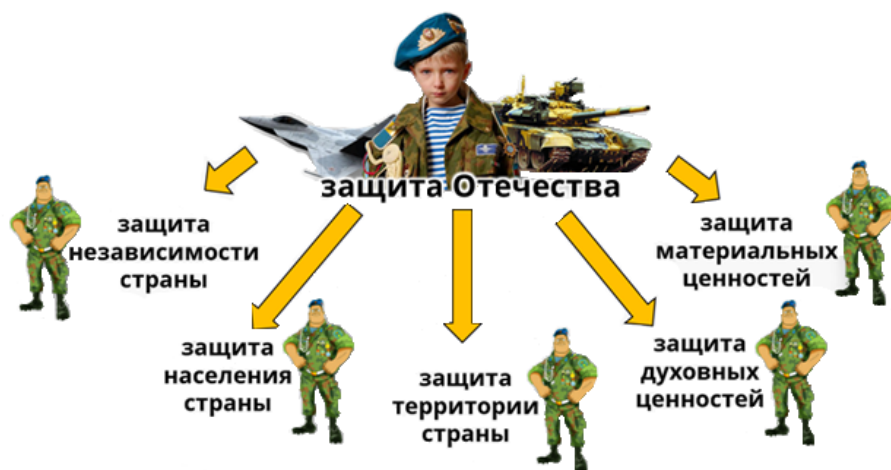 защита Отечества
защита
независимости
страны
защита
населения
страны
защита
территории
страны
защита
духовных
ценностей
защита
материальных
ценностей